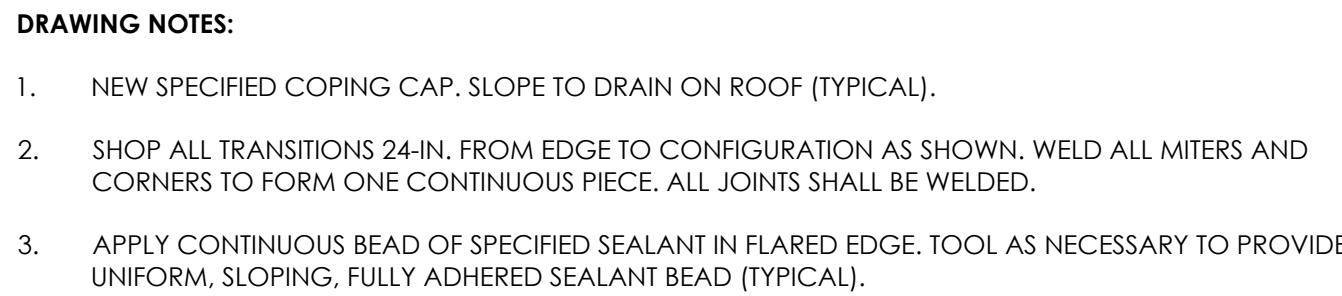 DRAWING NOTES:
1. NEW SPECIFIED COPING CAP. SLOPE TO DRAIN ON ROOF (TYPICAL).
2. SHOP ALL TRANSITIONS 24-IN. FROM EDGE TO CONFIGURATION AS SHOWN. WELD ALL MITERS AND
CORNERS TO FORM ONE CONTINUOUS PIECE. ALL JOINTS SHALL BE WELDED.
3. APPLY CONTINUOUS BEAD OF SPECIFIED SEALANT IN FLARED EDGE. TOOL AS NECESSARY TO PROVIDE
UNIFORM, SLOPING, FULLY ADHERED SEALANT BEAD (TYPICAL).